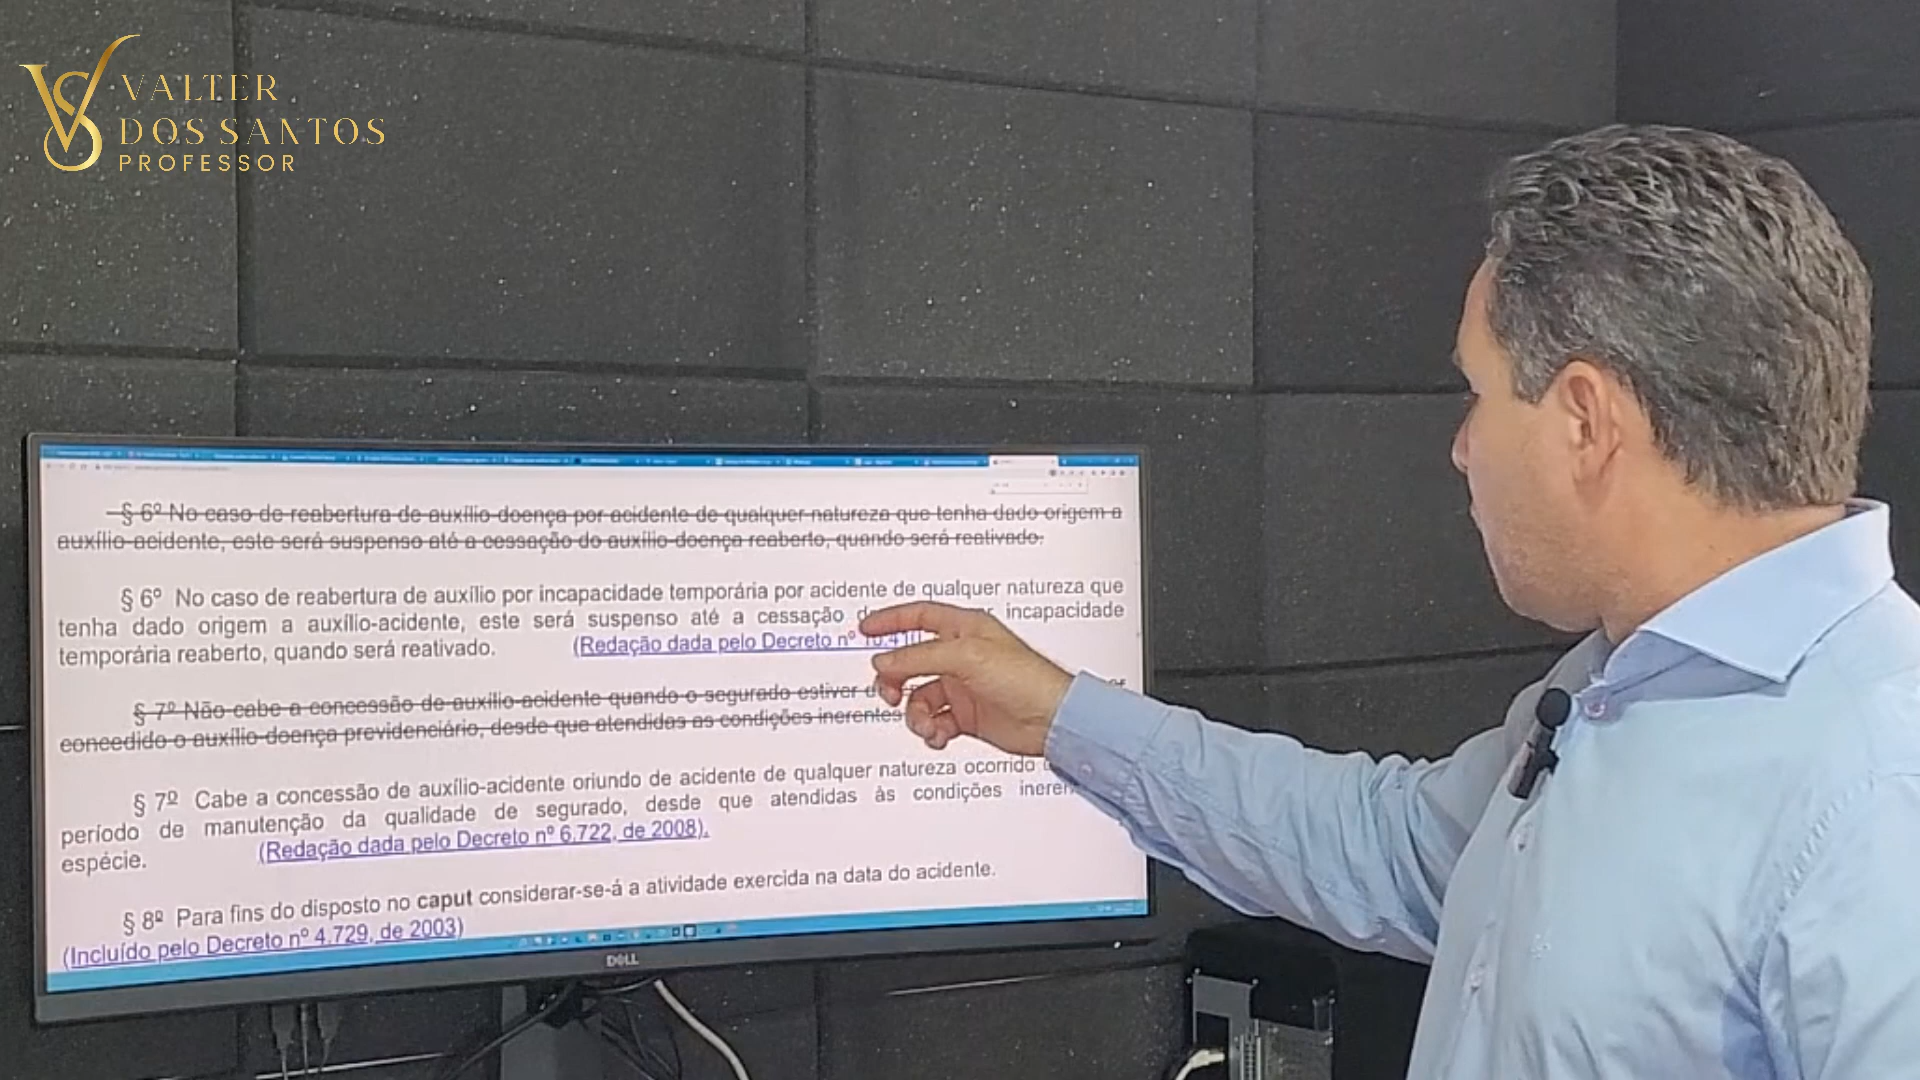 VALTER
DOS SANTOS
PROFESSOR
§ 6º No caso de reabertura de auxílio-doença por acidente de qualquer natureza que tenha dado origem a
auxílio-acidente, este será suspenso até a cessação do auxílio-doença reaberto, quando será reativado.
§ 6º No caso de reabertura de auxílio por incapacidade temporária por acidente de qualquer natureza que
tenha dado origem a auxílio-acidente, este será suspenso até a cessação incapacidade
temporária reaberto, quando será reativado. (Redação dada pelo Decreto nº 10.410
§ 7º Não cabe a concessão de auxílio-acidente quando o segurado estiver
concedido o auxílio-doença previdenciário, desde que atendidas as condições inerentes
§ 7º Cabe a concessão de auxílio-acidente oriundo de acidente de qualquer natureza ocorrido
período de manutenção da qualidade de segurado, desde que atendidas às condições
espécie. (Redação dada pelo Decreto nº 6.722, de 2008).
§ 8º Para fins do disposto no caput considerar-se-á a atividade exercida na data do acidente.
(Incluído pelo Decreto nº 4.729, de 2003)
DELL